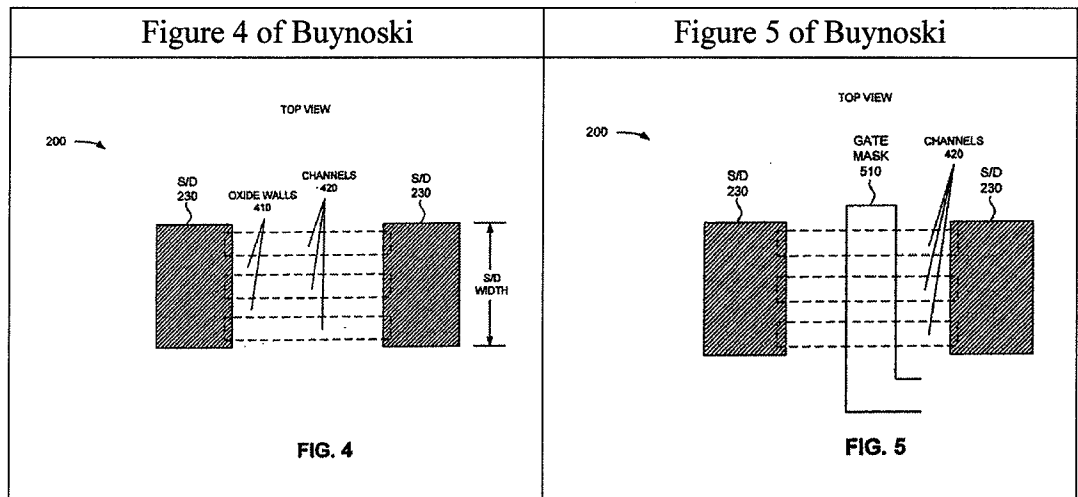 Figure 4 of Buynoski
Figure 5 of Buynoski
TOP VIEW
200
S/D
230
OXIDE WALLS
410
CHANNELS
420
S/D
230
S/D
WIDTH
FIG. 4
TOP VIEW
200
S/D
230
GATE
MASK
510
CHANNELS
420
S/D
230
FIG. 5